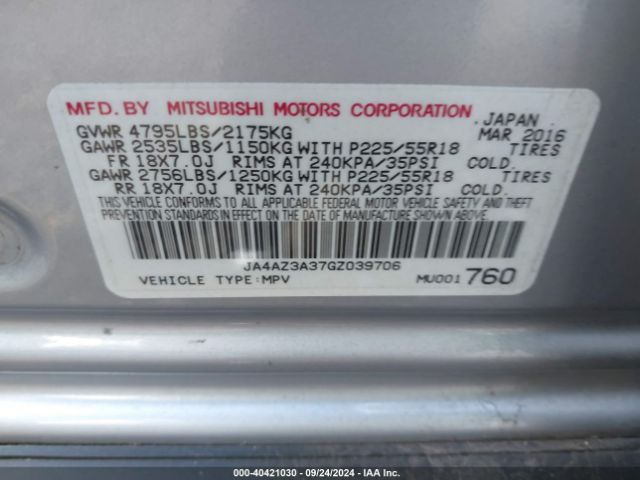 MFD. BY MITSUBISHI MOTORS CORPORATION
, JAPAN
GVWR 4795LBS/2175KG MAR 2016
GAWR 2535LBS/1150KG WITH P225/55R18 TIRES
FR 18X7.0J RIMS AT 240KPA/35PSI COLD.
GAWR 2756LBS/1250KG WITH P225/55R18 TIRES
RR 18X7.0J RIMS AT 240KPA/35PSI COLD.
THIS VEHICLE CONFORMS TO ALL APPLICABLE FEDERAL MOTOR VEHICLE SAFETY AND THEFT
PREVENTION STANDARDS IN EFFECT ON THE DATE OF MANUFACTURE SHOWN ABOVE.
JA4AZ3A37GZ039706
VEHICLE TYPE:MPV MU001760
000-40421030 - 09/24/2024 - IAA Inc.